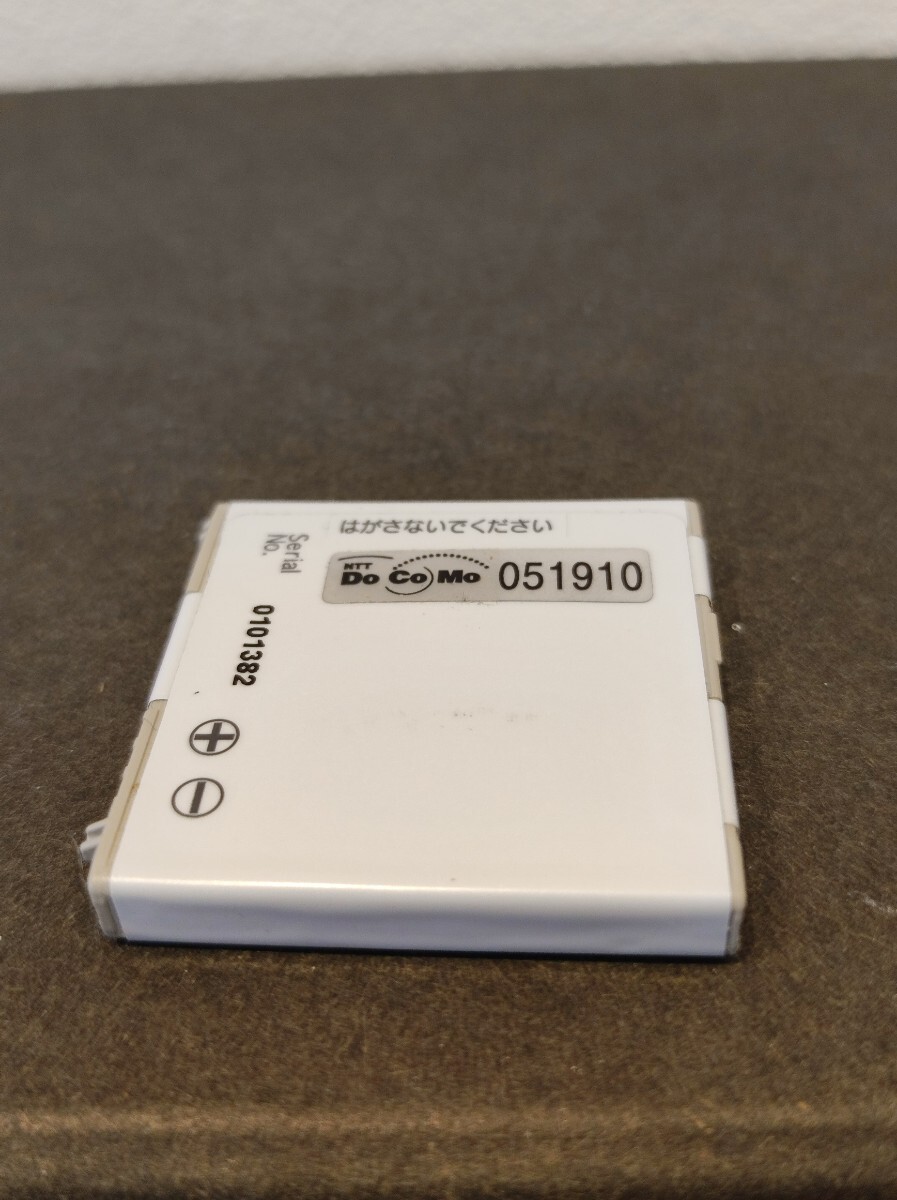 はがさないでください
NTT
DoCoMo 051910
Serial
No.
0101382
+
-